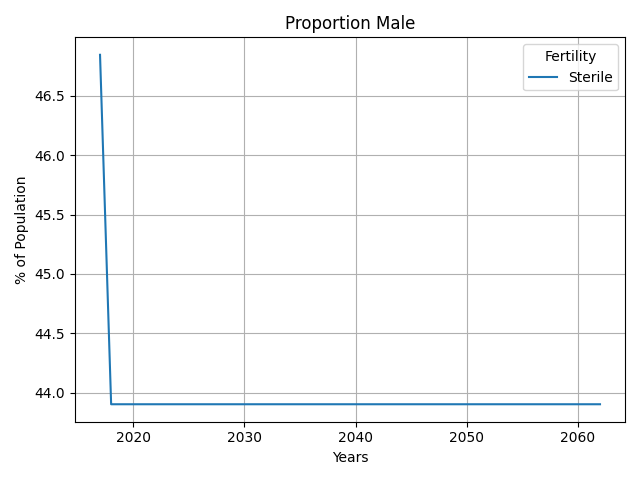 Proportion Male
Fertility
Sterile
% of Population
46.5
46.0
45.5
45.0
44.5
44.0
2020 2030 2040 2050 2060
Years